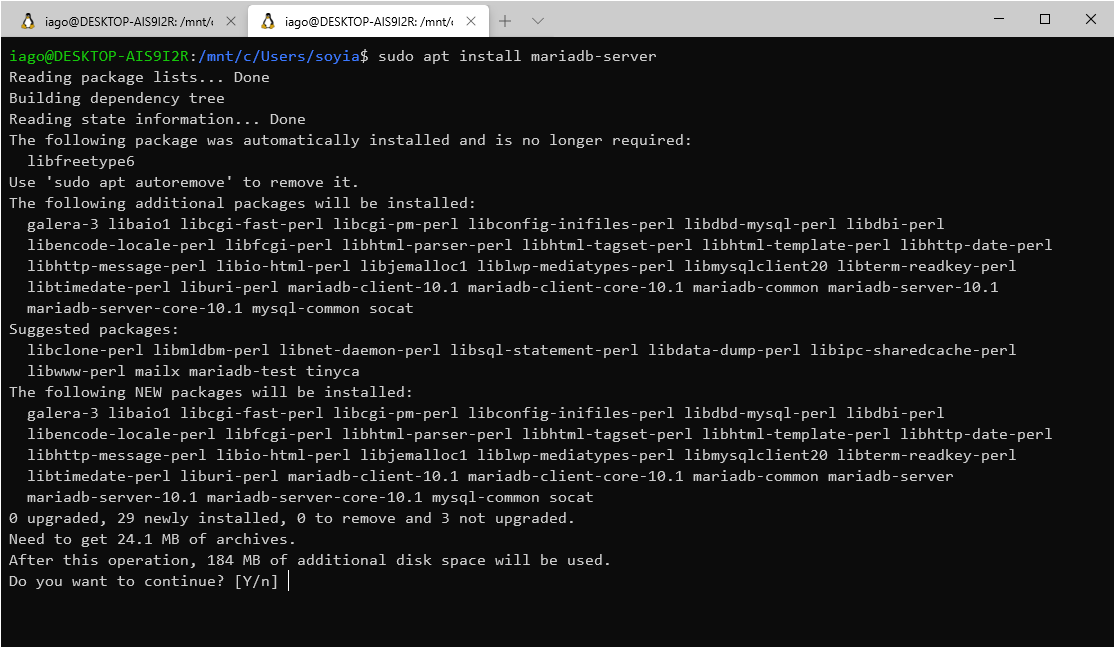 iago@DESKTOP-AIS9I2R: /mnt/c
iago@DESKTOP-AIS9I2R: /mnt/c
iago@DESKTOP-AIS9I2R:/mnt/c/Users/soyia$ sudo apt install mariadb-server
Reading package lists... Done
Building dependency tree
Reading state information... Done
The following package was automatically installed and is no longer required:
  libfreetype6
Use 'sudo apt autoremove' to remove it.
The following additional packages will be installed:
  galera-3 libaio1 libcgi-fast-perl libcgi-pm-perl libconfig-inifiles-perl libdbd-mysql-perl libdbi-perl
  libencode-locale-perl libfcgi-perl libhtml-parser-perl libhtml-tagset-perl libhtml-template-perl libhttp-date-perl
  libhttp-message-perl libio-html-perl libjemalloc1 liblwp-mediatypes-perl libmysqlclient20 libterm-readkey-perl
  libtimedate-perl liburi-perl mariadb-client-10.1 mariadb-client-core-10.1 mariadb-common mariadb-server-10.1
  mariadb-server-core-10.1 mysql-common socat
Suggested packages:
  libclone-perl libmldbm-perl libnet-daemon-perl libsql-statement-perl libdata-dump-perl libipc-sharedcache-perl
  libwww-perl mailx mariadb-test tinyca
The following NEW packages will be installed:
  galera-3 libaio1 libcgi-fast-perl libcgi-pm-perl libconfig-inifiles-perl libdbd-mysql-perl libdbi-perl
  libencode-locale-perl libfcgi-perl libhtml-parser-perl libhtml-tagset-perl libhtml-template-perl libhttp-date-perl
  libhttp-message-perl libio-html-perl libjemalloc1 liblwp-mediatypes-perl libmysqlclient20 libterm-readkey-perl
  libtimedate-perl liburi-perl mariadb-client-10.1 mariadb-client-core-10.1 mariadb-common mariadb-server
  mariadb-server-10.1 mariadb-server-core-10.1 mysql-common socat
0 upgraded, 29 newly installed, 0 to remove and 3 not upgraded.
Need to get 24.1 MB of archives.
After this operation, 184 MB of additional disk space will be used.
Do you want to continue? [Y/n]